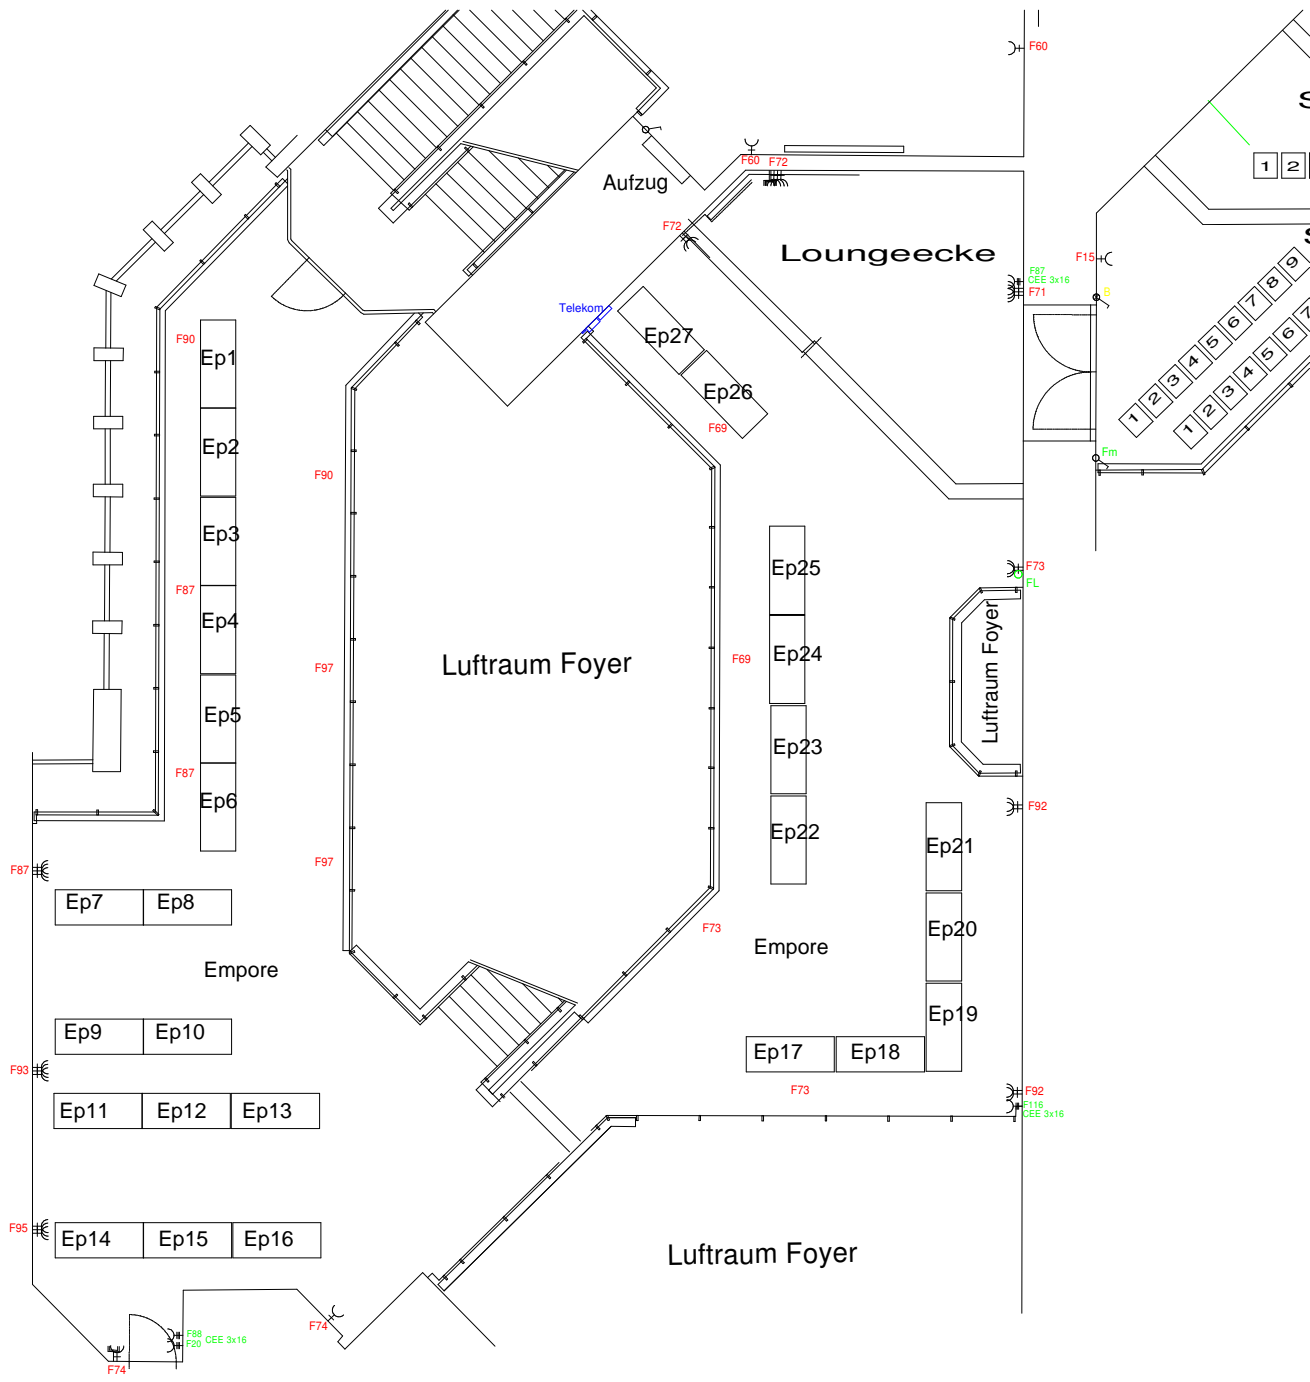 F60
S
F60 F72
1 2
Aufzug
F72
Loungeecke
S
F15
F87
CEE 3x16
F71
B
Telekom
1 2 3 4 5 6 7 8 9
1 2 3 4 5 6 7
F90
Ep1
Ep27
Ep26
F69
Ep2
F90
Fm
Ep3
Ep25
F73
FL
F87
Ep4
Luftraum Foyer
F97
Luftraum Foyer
F69
Ep24
Ep5
Ep23
F87
Ep6
F92
Ep22
Ep21
F97
F87
Ep7 Ep8
F73
Ep20
Empore
Empore
Ep19
Ep9 Ep10
Ep17 Ep18
F93
F73
F92
F116
CEE 3x16
Ep11 Ep12 Ep13
F95
Ep14 Ep15 Ep16
Luftraum Foyer
F74
F88
F20 CEE 3x16
F74